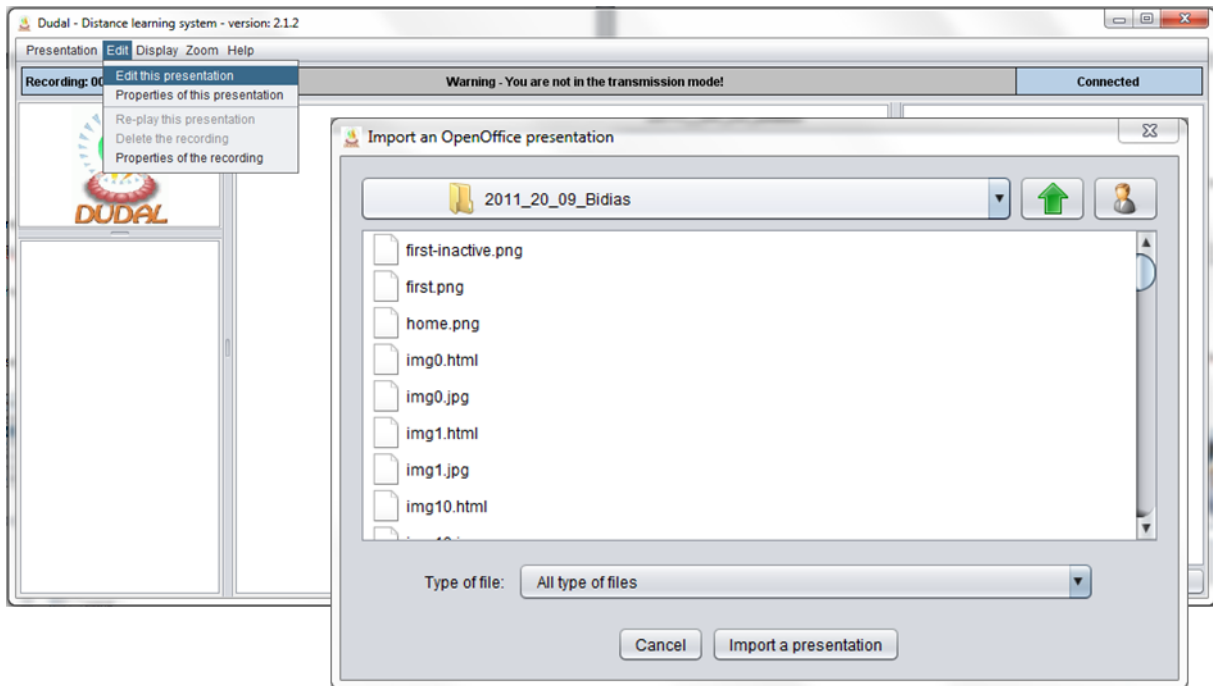 Dudal - Distance learning system - version: 2.1.2
Presentation Edit Display Zoom Help
Recording: 00
Warning - You are not in the transmission mode!
Connected
Edit this presentation
Properties of this presentation
Re-play this presentation
Delete the recording
Properties of the recording
DUDAL
Import an OpenOffice presentation
2011_20_09_Bidias
first-inactive.png
first.png
home.png
img0.html
img0.jpg
img1.html
img1.jpg
img10.html
Type of file: All type of files
Cancel Import a presentation